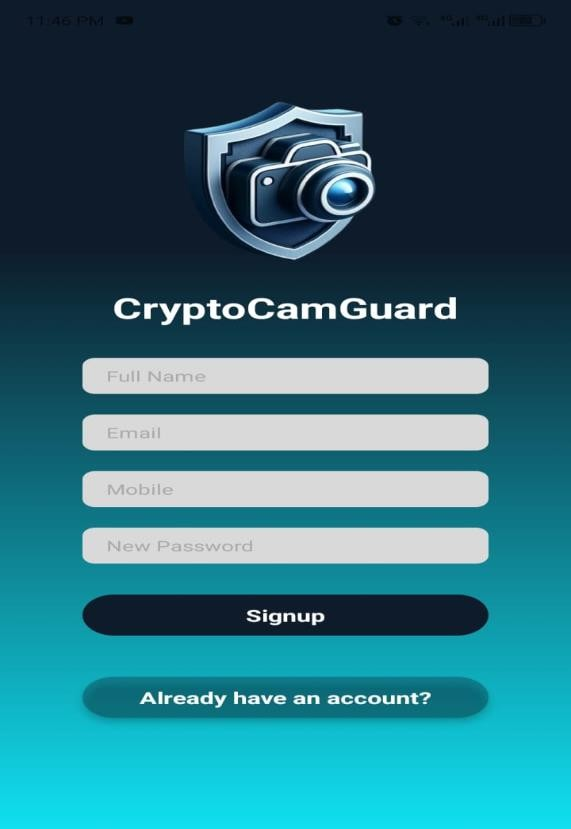 11:46 PM
CryptoCamGuard
Full Name
Email
Mobile
New Password
Signup
Already have an account?